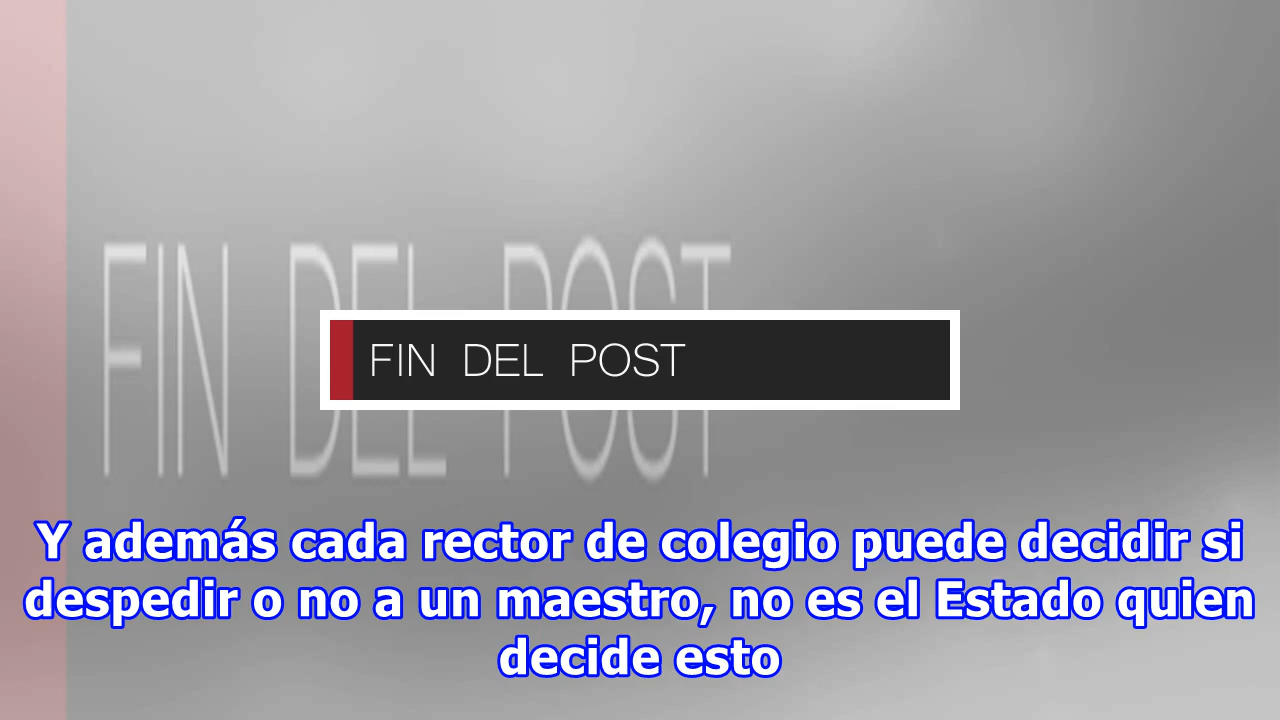 FIN DEL POST
FIN DEL POST
Y además cada rector de colegio puede decidir si
despedir o no a un maestro, no es el Estado quien
decide esto